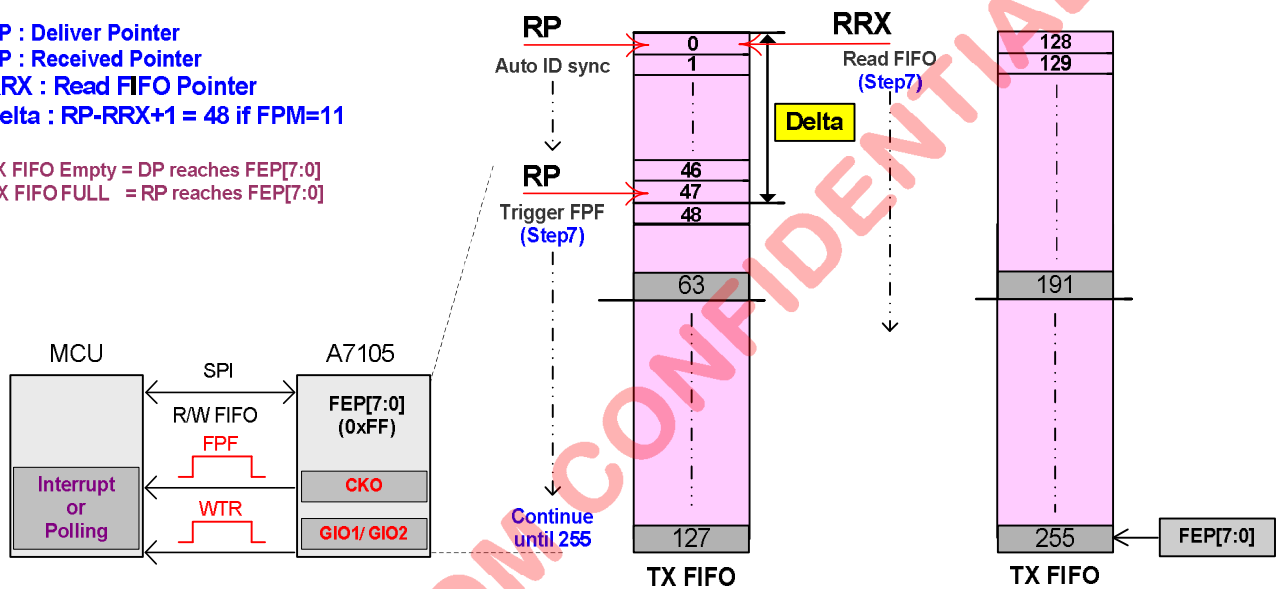 P : Deliver Pointer
P : Received Pointer
RX : Read FIFO Pointer
elta : RP-RRX+1 = 48 if FPM=11
X FIFO Empty = DP reaches FEP[7:0]
X FIFO FULL = RP reaches FEP[7:0]
RP
Auto ID sync
RP
Trigger FPF
(Step7)
Continue
until 255
0
1
46
47
48
63
127
TX FIFO
Delta
RRX
Read FIFO
(Step7)
128
129
191
255
TX FIFO
FEP[7:0]
MCU
Interrupt
or
Polling
SPI
R/W FIFO
FPF
WTR
A7105
FEP[7:0]
(0xFF)
CKO
GIO1/ GIO2
OM CONFIDENTIAL